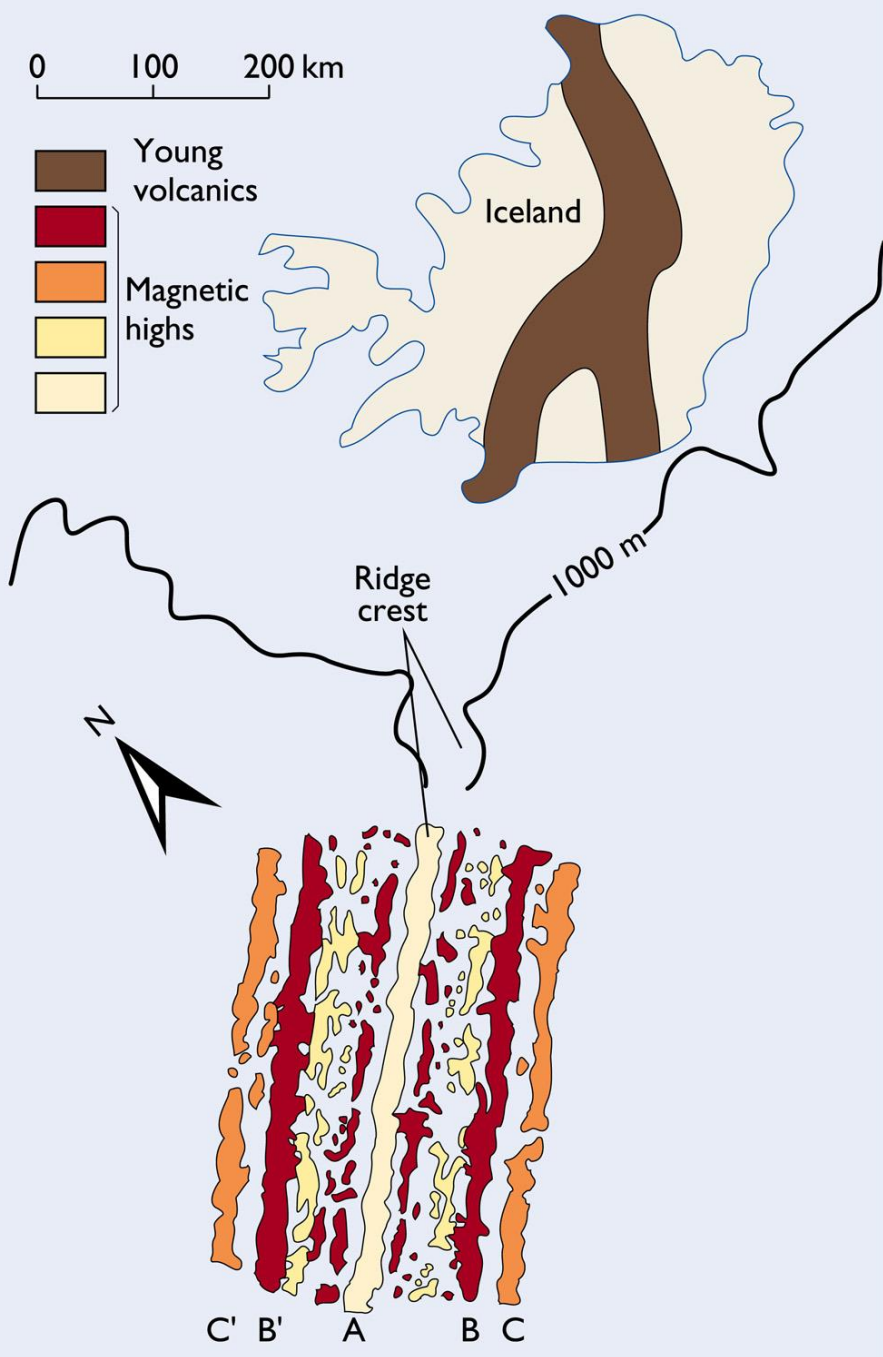 0 100 200 km
Young
volcanics
Magnetic
highs
Iceland
1000 m
Ridge
crest
N
C' B' A B C